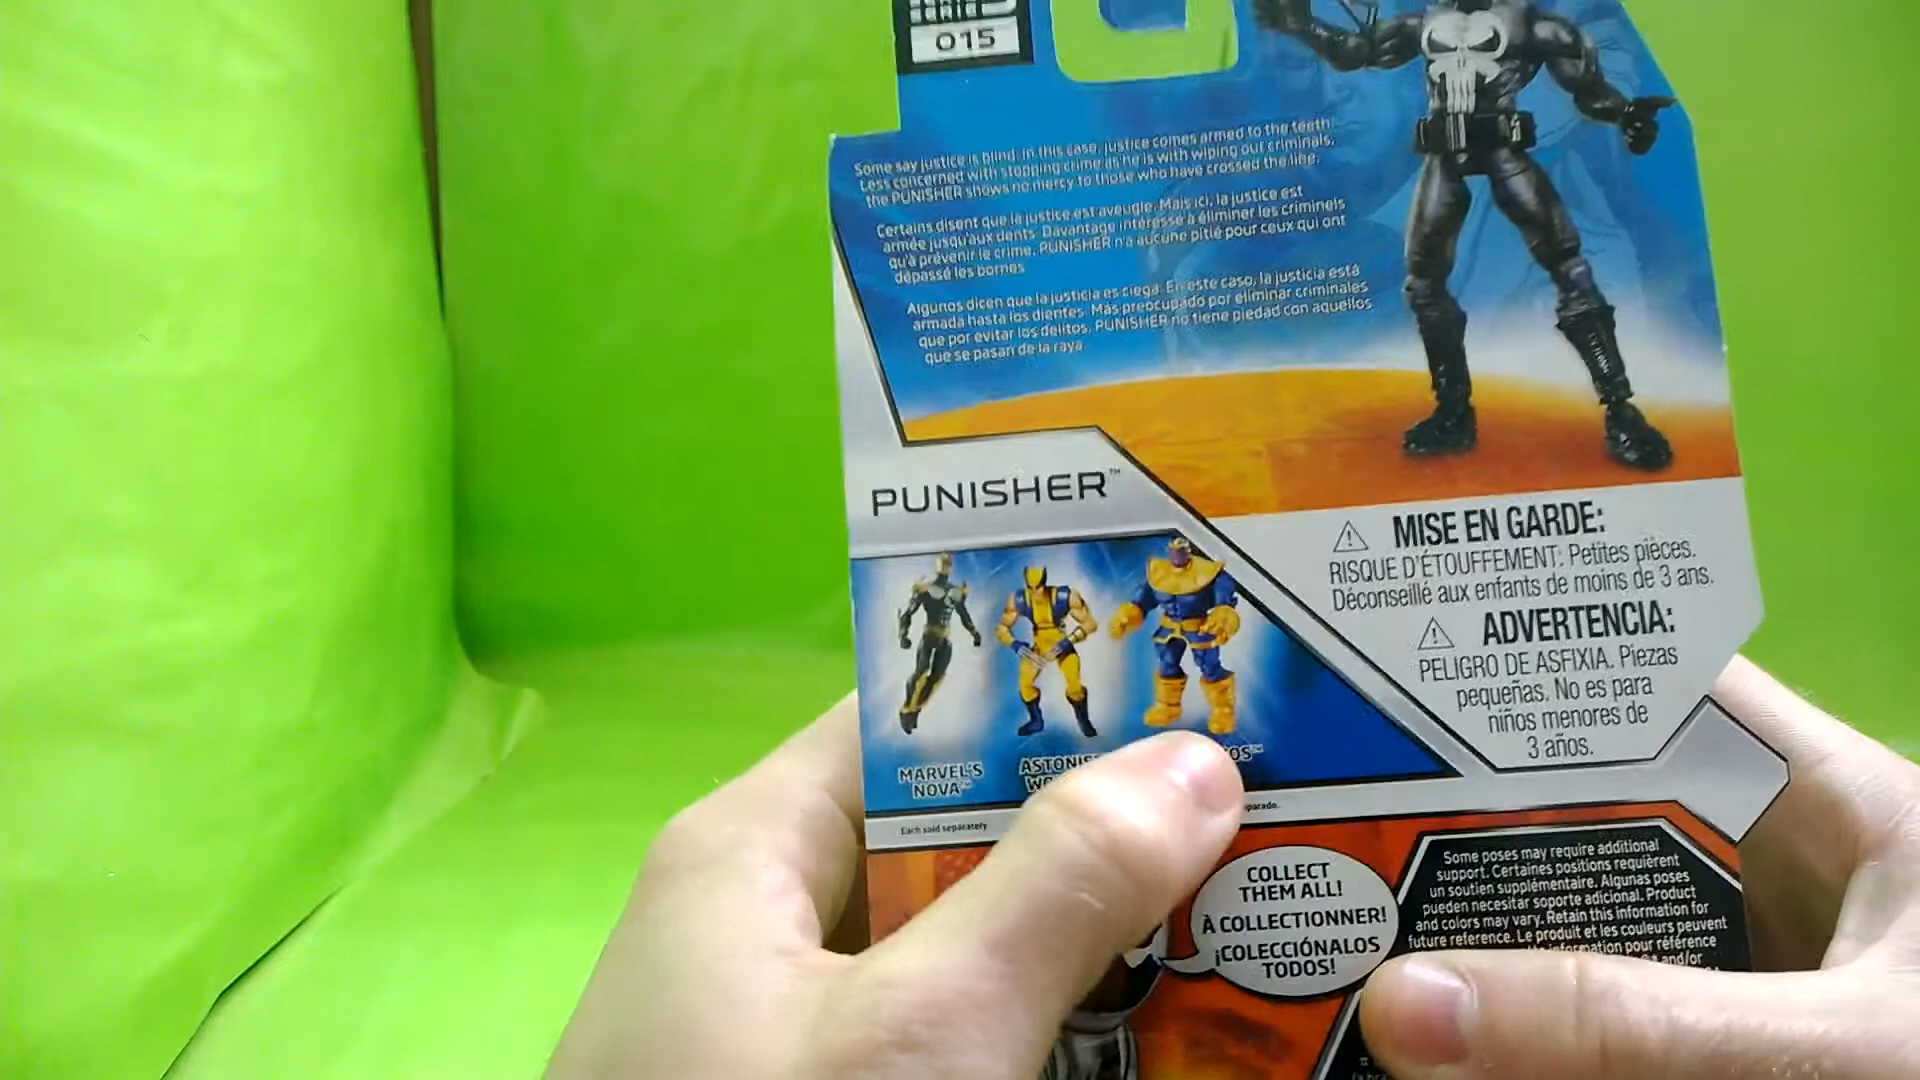 015
Some say justice is blind. In this case, justice comes armed to the teeth.
Less concerned with stopping crime as he is with wiping out criminals,
the PUNISHER shows no mercy to those who have crossed the line.
Certains disent que la justice est aveugle. Mais ici, la justice est
armée jusqu'aux dents. Davantage intéressé à éliminer les criminels
qu'à prévenir le crime, PUNISHER n'a aucune pitié pour ceux qui ont
dépassé les bornes
Algunos dicen que la justicia es ciega. En este caso, la justicia está
armada hasta los dientes. Más preocupado por eliminar criminales
que por evitar los delitos, PUNISHER no tiene piedad con aquellos
que se pasan de la raya
PUNISHER™
⚠ MISE EN GARDE:
RISQUE D'ÉTOUFFEMENT: Petites pièces.
Déconseillé aux enfants de moins de 3 ans.
⚠ ADVERTENCIA:
PELIGRO DE ASFIXIA. Piezas
pequeñas. No es para
niños menores de
3 años.
MARVEL'S
NOVA™
Each sold separately
COLLECT
THEM ALL!
À COLLECTIONNER!
¡COLECCIÓNALOS
TODOS!
Some poses may require additional
support. Certaines positions requièrent
un soutien supplémentaire. Algunas poses
pueden necesitar soporte adicional. Product
and colors may vary. Retain this information for
future reference. Le produit et les couleurs peuvent
information pour référence
and/or